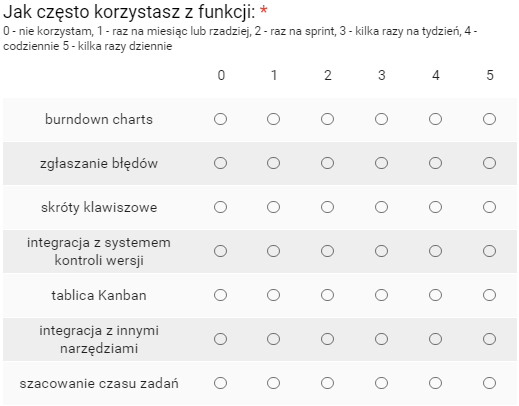 Jak często korzystasz z funkcji: *
0 - nie korzystam, 1 - raz na miesiąc lub rzadziej, 2 - raz na sprint, 3 - kilka razy na tydzień, 4 -
codziennie 5 - kilka razy dziennie
0 1 2 3 4 5
burndown charts
zgłaszanie błędów
skróty klawiszowe
integracja z systemem
kontroli wersji
tablica Kanban
integracja z innymi
narzędziami
szacowanie czasu zadań